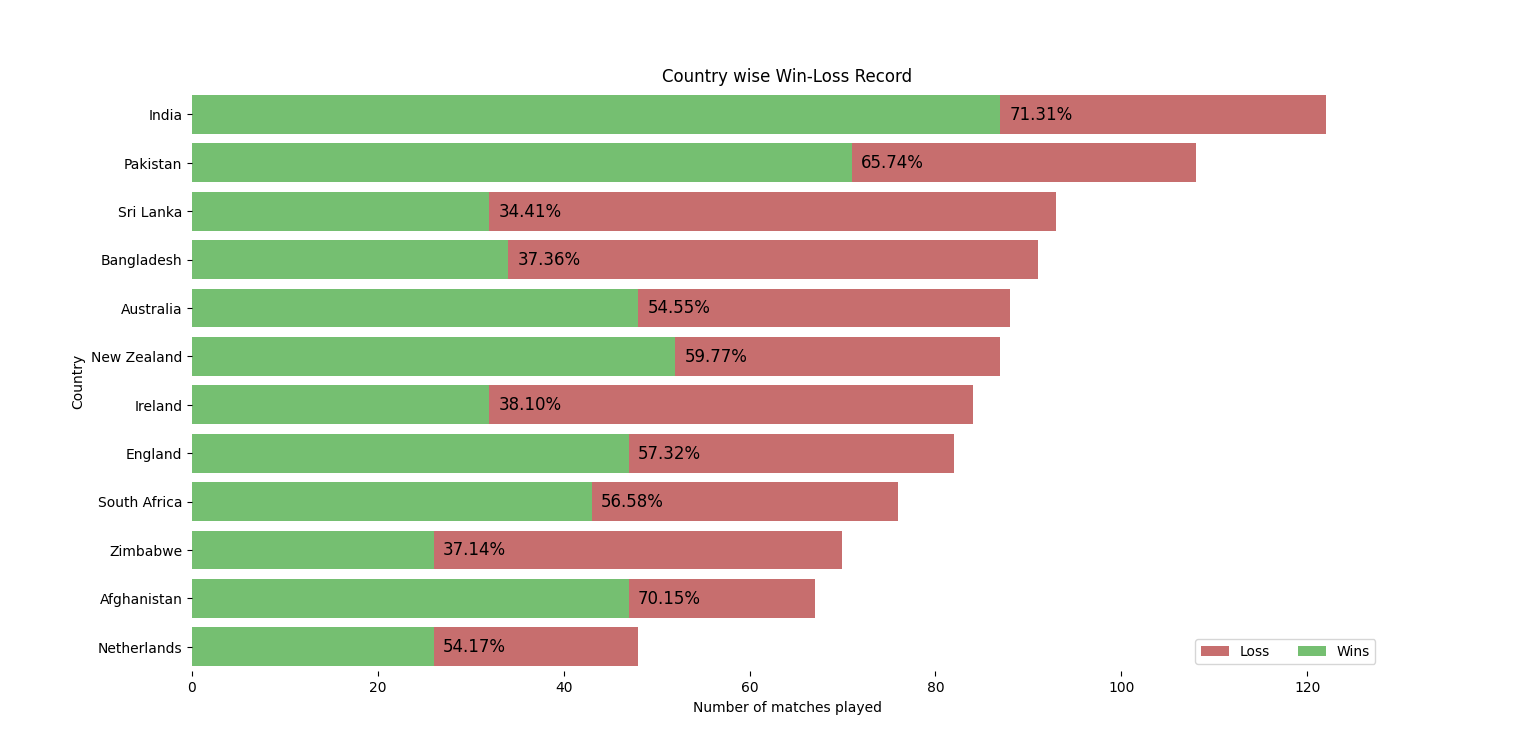 Country wise Win-Loss Record
India 71.31%
Pakistan 65.74%
Sri Lanka 34.41%
Bangladesh 37.36%
Australia 54.55%
New Zealand 59.77%
Country
Ireland 38.10%
England 57.32%
South Africa 56.58%
Zimbabwe 37.14%
Afghanistan 70.15%
Netherlands 54.17%
Loss Wins
0 20 40 60 80 100 120
Number of matches played